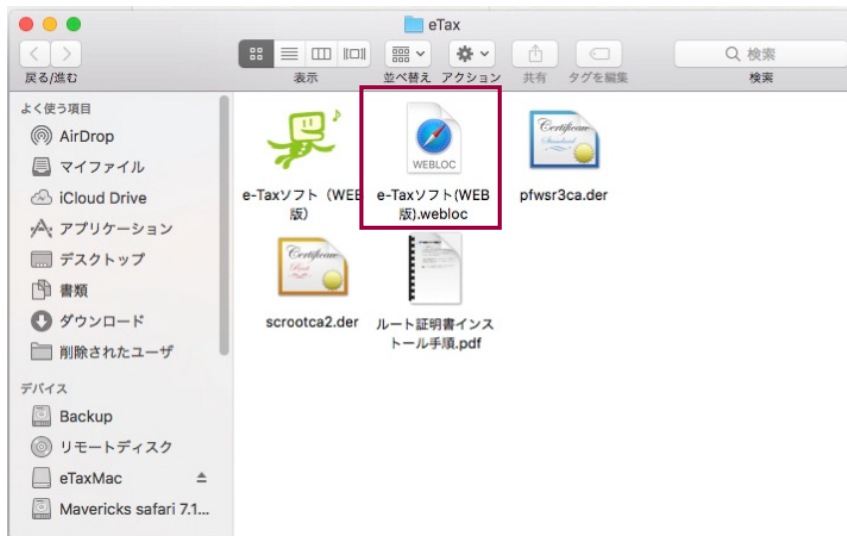 eTax
検索
戻る/進む
表示
並べ替え
アクション
共有
タグを編集
検索
よく使う項目
AirDrop
マイファイル
iCloud Drive
アプリケーション
デスクトップ
書類
ダウンロード
削除されたユーザ
デバイス
Backup
リモートディスク
eTaxMac
Mavericks safari 7.1...
e-Taxソフト（WEB
版）
WEBLOC
e-Taxソフト(WEB
版).webloc
Certificate
Standard
pfwsr3ca.der
Certificate
Root
scrootca2.der
ルート証明書インス
トール手順.pdf